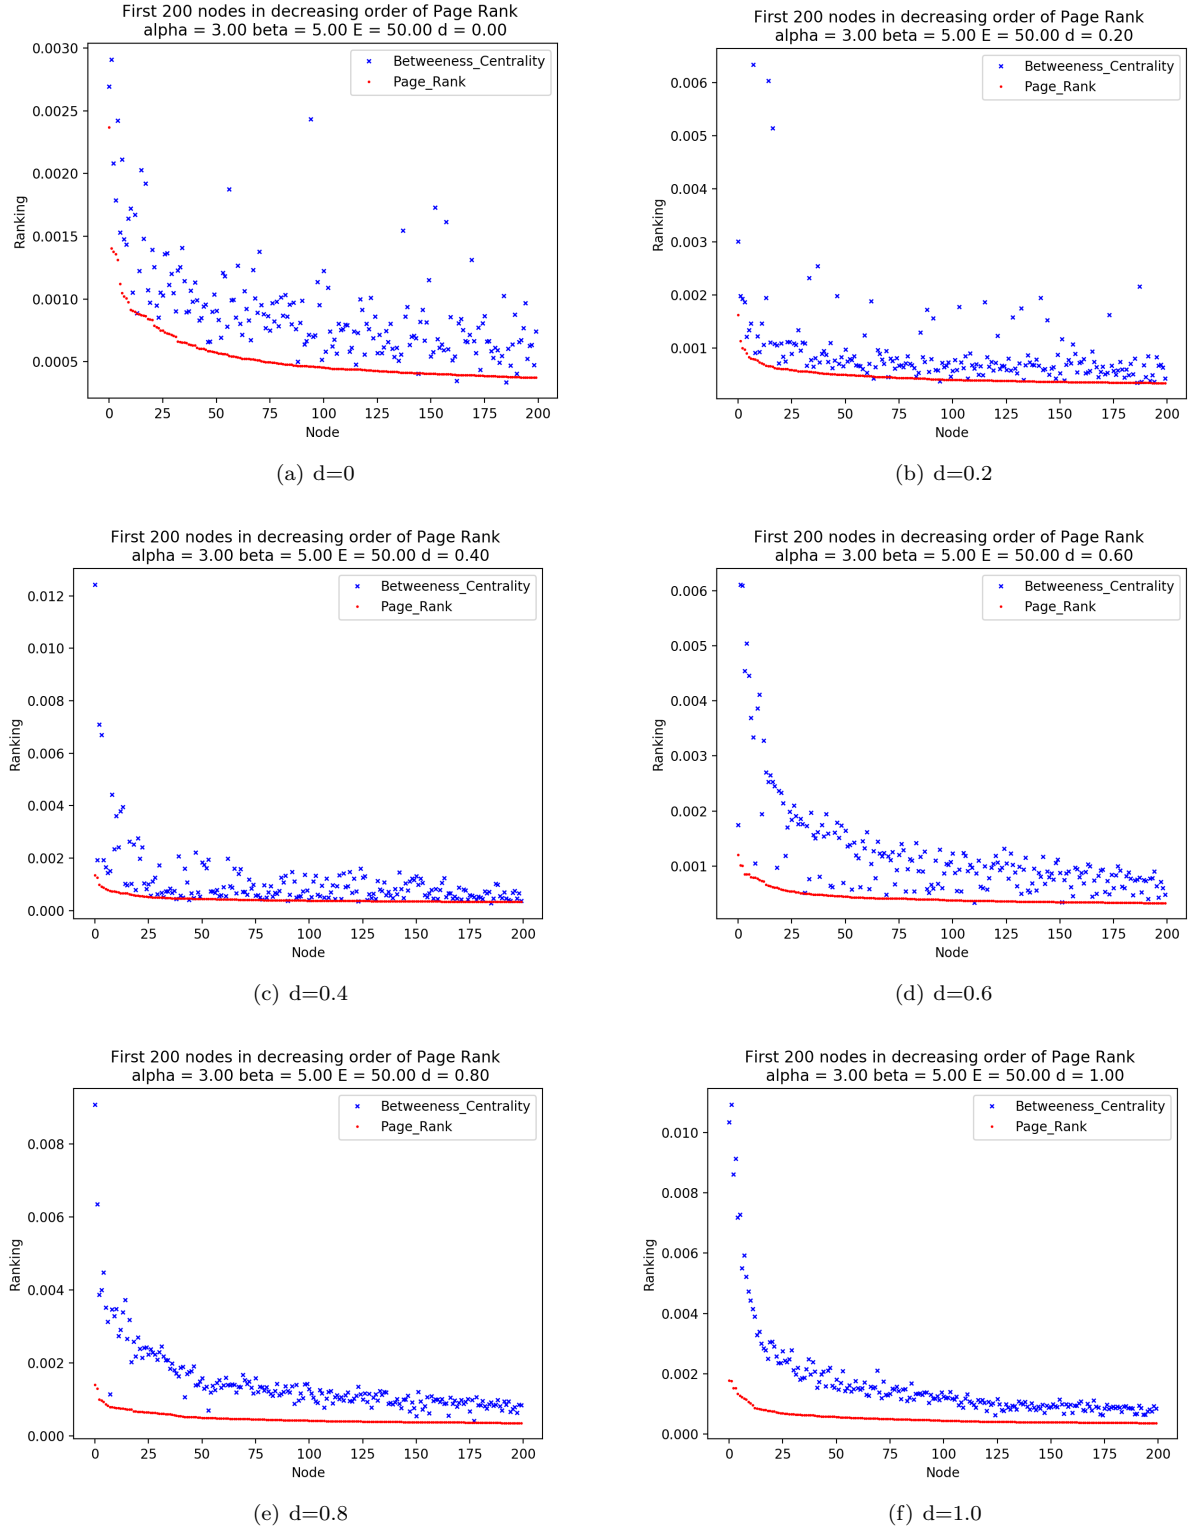 First 200 nodes in decreasing order of Page Rank
alpha = 3.00 beta = 5.00 E = 50.00 d = 0.00
Betweeness_Centrality
Page_Rank
0.0030
0.0025
0.0020
0.0015
0.0010
0.0005
Ranking
0 25 50 75 100 125 150 175 200
Node
(a) d=0
First 200 nodes in decreasing order of Page Rank
alpha = 3.00 beta = 5.00 E = 50.00 d = 0.20
Betweeness_Centrality
Page_Rank
0.006
0.005
0.004
0.003
0.002
0.001
Ranking
0 25 50 75 100 125 150 175 200
Node
(b) d=0.2
First 200 nodes in decreasing order of Page Rank
alpha = 3.00 beta = 5.00 E = 50.00 d = 0.40
Betweeness_Centrality
Page_Rank
0.012
0.010
0.008
0.006
0.004
0.002
0.000
Ranking
0 25 50 75 100 125 150 175 200
Node
(c) d=0.4
First 200 nodes in decreasing order of Page Rank
alpha = 3.00 beta = 5.00 E = 50.00 d = 0.60
Betweeness_Centrality
Page_Rank
0.006
0.005
0.004
0.003
0.002
0.001
Ranking
0 25 50 75 100 125 150 175 200
Node
(d) d=0.6
First 200 nodes in decreasing order of Page Rank
alpha = 3.00 beta = 5.00 E = 50.00 d = 0.80
Betweeness_Centrality
Page_Rank
0.008
0.006
0.004
0.002
0.000
Ranking
0 25 50 75 100 125 150 175 200
Node
(e) d=0.8
First 200 nodes in decreasing order of Page Rank
alpha = 3.00 beta = 5.00 E = 50.00 d = 1.00
Betweeness_Centrality
Page_Rank
0.010
0.008
0.006
0.004
0.002
0.000
Ranking
0 25 50 75 100 125 150 175 200
Node
(f) d=1.0